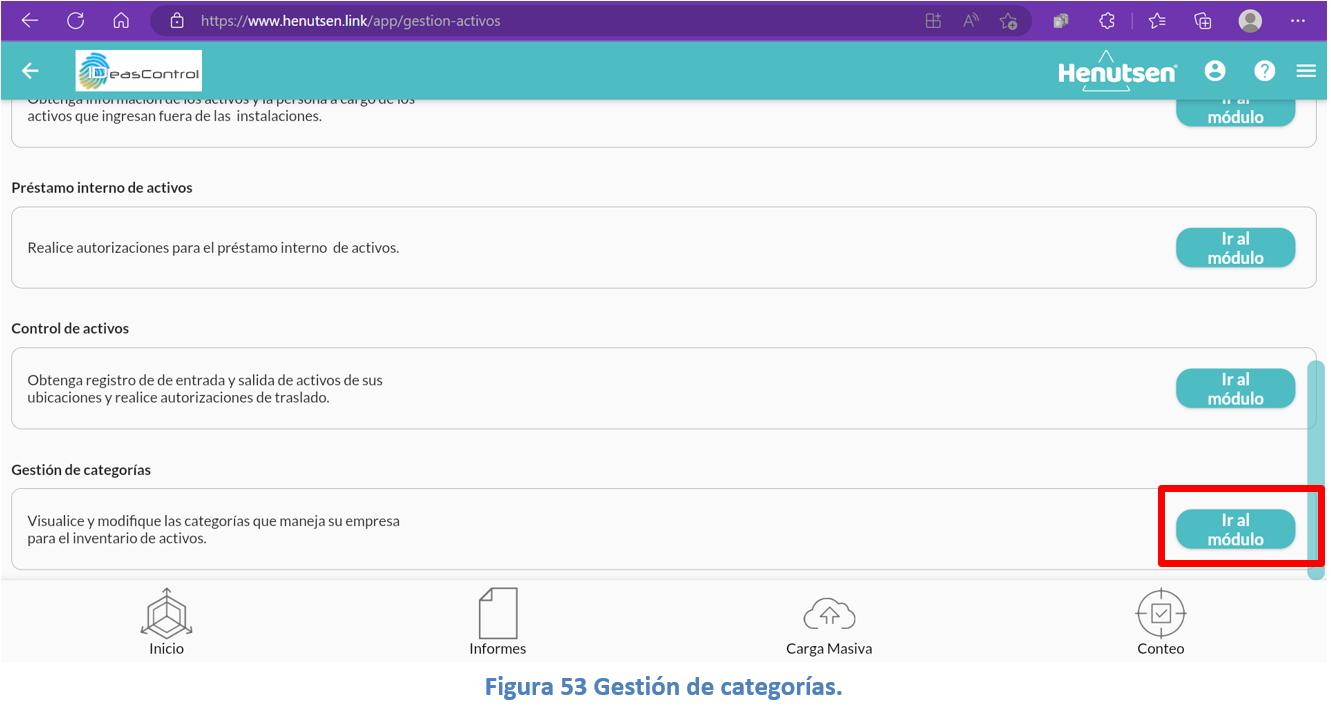 https://www.henutsen.link/app/gestion-activos
IDeasControl
Henutsen
Obtenga información de los activos y la persona a cargo de los
activos que ingresan fuera de las instalaciones.
Ir al
módulo
Préstamo interno de activos
Realice autorizaciones para el préstamo interno de activos.
Ir al
módulo
Control de activos
Obtenga registro de de entrada y salida de activos de sus
ubicaciones y realice autorizaciones de traslado.
Ir al
módulo
Gestión de categorías
Visualice y modifique las categorías que maneja su empresa
para el inventario de activos.
Ir al
módulo
Inicio
Informes
Carga Masiva
Conteo
Figura 53 Gestión de categorías.